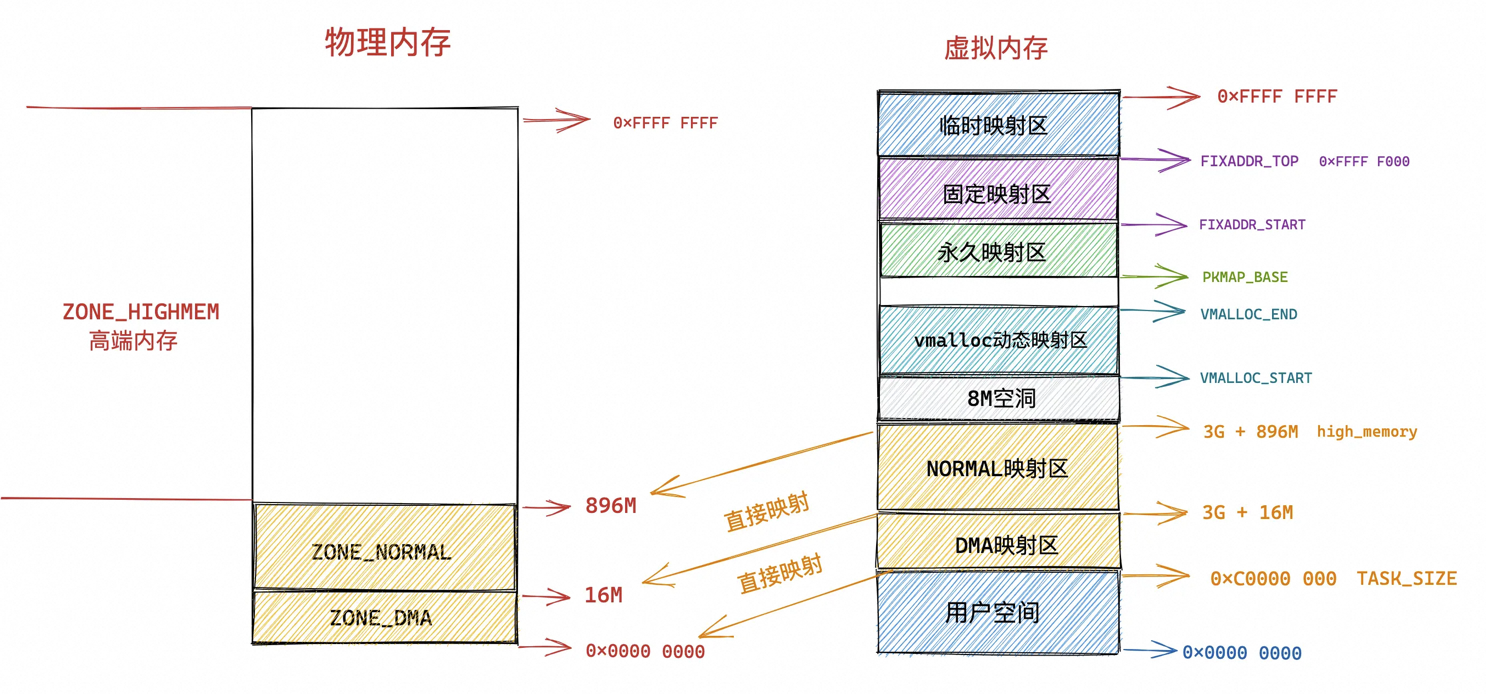 物理内存
0×FFFF FFFF
ZONE_HIGHMEM
高端内存
896M
ZONE_NORMAL
16M
ZONE_DMA
0×0000 0000
直接映射
直接映射
虚拟内存
0×FFFF FFFF
临时映射区
FIXADDR_TOP 0×FFFF F000
固定映射区
FIXADDR_START
永久映射区
PKMAP_BASE
VMALLOC_END
vmalloc动态映射区
VMALLOC_START
8M空洞
3G + 896M high_memory
NORMAL映射区
3G + 16M
DMA映射区
0×C0000 000 TASK_SIZE
用户空间
0×0000 0000